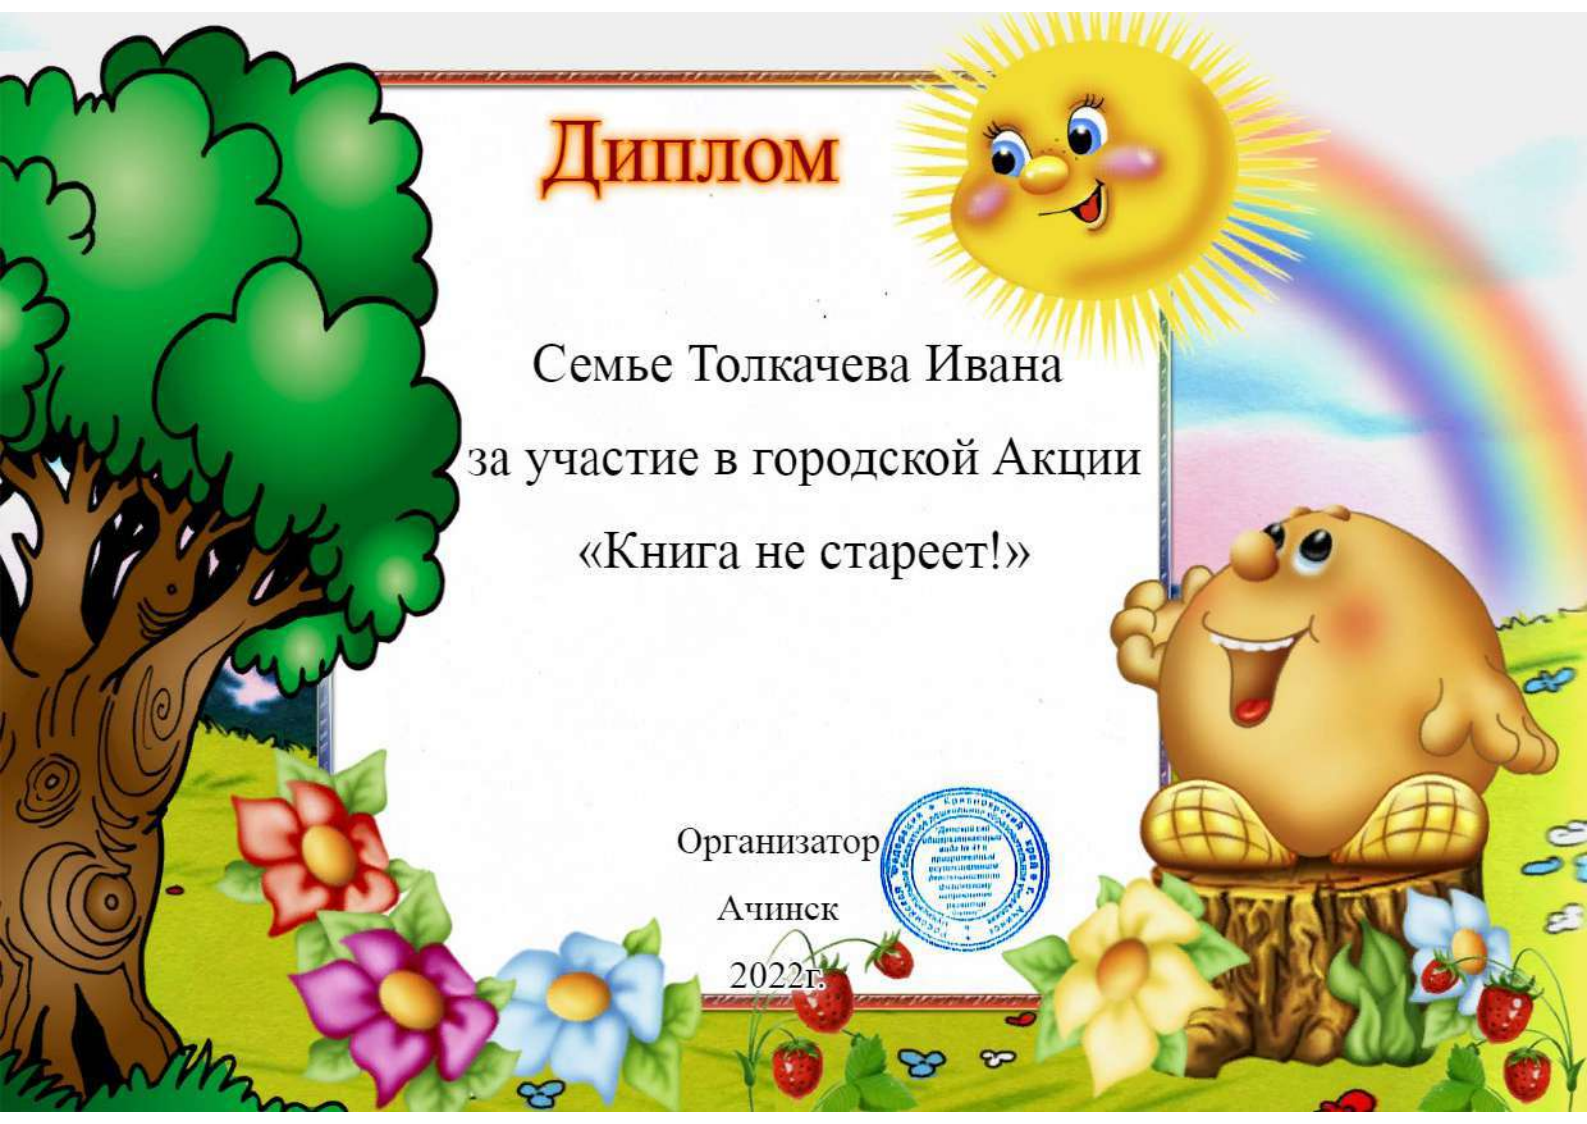 Диплом
Семье Толкачева Ивана
за участие в городской Акции
«Книга не стареет!»
Организатор
Ачинск
2022г.